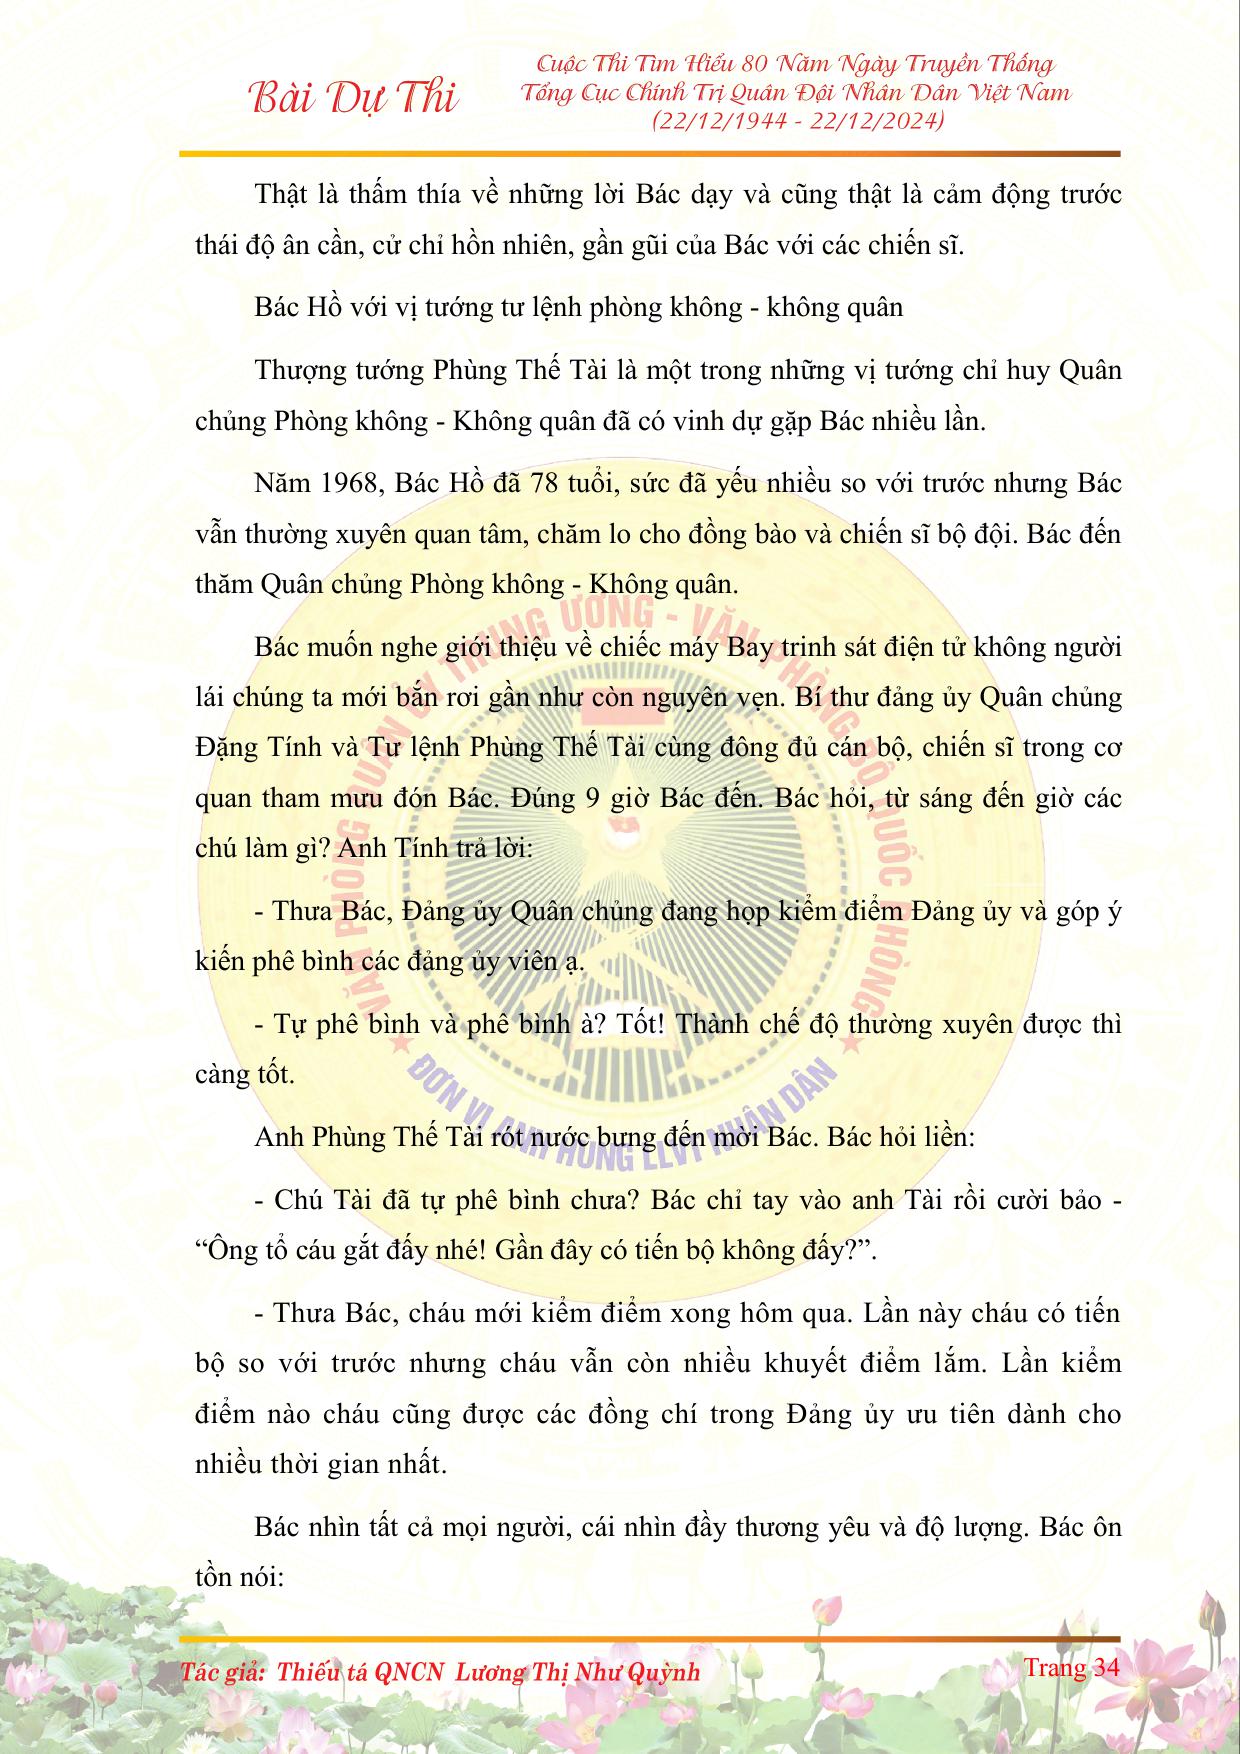 Bài Dự Thi
Cuộc Thi Tìm Hiểu 80 Năm Ngày Truyền Thống
Tổng Cục Chính Trị Quân Đội Nhân Dân Việt Nam
(22/12/1944 - 22/12/2024)
Thật là thấm thía về những lời Bác dạy và cũng thật là cảm động trước
thái độ ân cần, cử chỉ hồn nhiên, gần gũi của Bác với các chiến sĩ.
Bác Hồ với vị tướng tư lệnh phòng không - không quân
Thượng tướng Phùng Thế Tài là một trong những vị tướng chỉ huy Quân
chủng Phòng không - Không quân đã có vinh dự gặp Bác nhiều lần.
Năm 1968, Bác Hồ đã 78 tuổi, sức đã yếu nhiều so với trước nhưng Bác
vẫn thường xuyên quan tâm, chăm lo cho đồng bào và chiến sĩ bộ đội. Bác đến
thăm Quân chủng Phòng không - Không quân.
Bác muốn nghe giới thiệu về chiếc máy Bay trinh sát điện tử không người
lái chúng ta mới bắn rơi gần như còn nguyên vẹn. Bí thư đảng ủy Quân chủng
Đặng Tính và Tư lệnh Phùng Thế Tài cùng đông đủ cán bộ, chiến sĩ trong cơ
quan tham mưu đón Bác. Đúng 9 giờ Bác đến. Bác hỏi, từ sáng đến giờ các
chú làm gì? Anh Tính trả lời:
- Thưa Bác, Đảng ủy Quân chủng đang họp kiểm điểm Đảng ủy và góp ý
kiến phê bình các đảng ủy viên ạ.
- Tự phê bình và phê bình à? Tốt! Thành chế độ thường xuyên được thì
càng tốt.
Anh Phùng Thế Tài rót nước bưng đến mời Bác. Bác hỏi liền:
- Chú Tài đã tự phê bình chưa? Bác chỉ tay vào anh Tài rồi cười bảo -
“Ông tổ cáu gắt đấy nhé! Gần đây có tiến bộ không đấy?”.
- Thưa Bác, cháu mới kiểm điểm xong hôm qua. Lần này cháu có tiến
bộ so với trước nhưng cháu vẫn còn nhiều khuyết điểm lắm. Lần kiểm
điểm nào cháu cũng được các đồng chí trong Đảng ủy ưu tiên dành cho
nhiều thời gian nhất.
Bác nhìn tất cả mọi người, cái nhìn đầy thương yêu và độ lượng. Bác ôn
tồn nói:
VĂN PHÒNG QUÂN ỦY TRUNG ƯƠNG - VĂN PHÒNG BỘ QUỐC PHÒNG
ĐƠN VỊ ANH HÙNG LLVT NHÂN DÂN
Tác giả: Thiếu tá QNCN Lương Thị Như Quỳnh
Trang 34